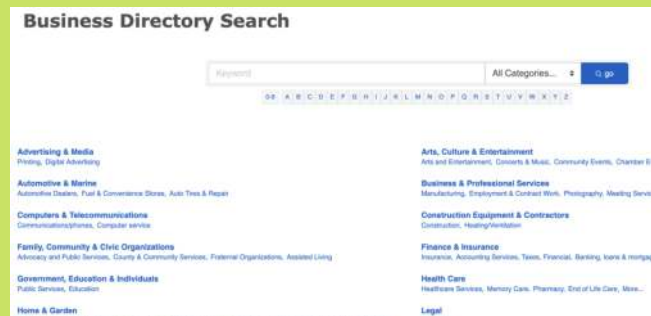 Business Directory Search
Keyword
All Categories...
go
0-9 A B C D E F G H I J K L M N O P Q R S T U V W X Y Z
Advertising & Media
Printing, Digital Advertising
Automotive & Marine
Automotive Dealers, Fuel & Convenience Stores, Auto Tires & Repair
Computers & Telecommunications
Communications/phones, Computer service
Family, Community & Civic Organizations
Advocacy and Public Services, County & Community Services, Fraternal Organizations, Assisted Living
Government, Education & Individuals
Public Services, Education
Home & Garden
Arts, Culture & Entertainment
Arts and Entertainment, Concerts & Music, Community Events, Chamber E
Business & Professional Services
Manufacturing, Employment & Contract Work, Photography, Meeting Servic
Construction Equipment & Contractors
Construction, Heating/Ventilation
Finance & Insurance
Insurance, Accounting Services, Taxes, Financial, Banking, loans & mortgag
Health Care
Healthcare Services, Memory Care, Pharmacy, End of Life Care, More...
Legal